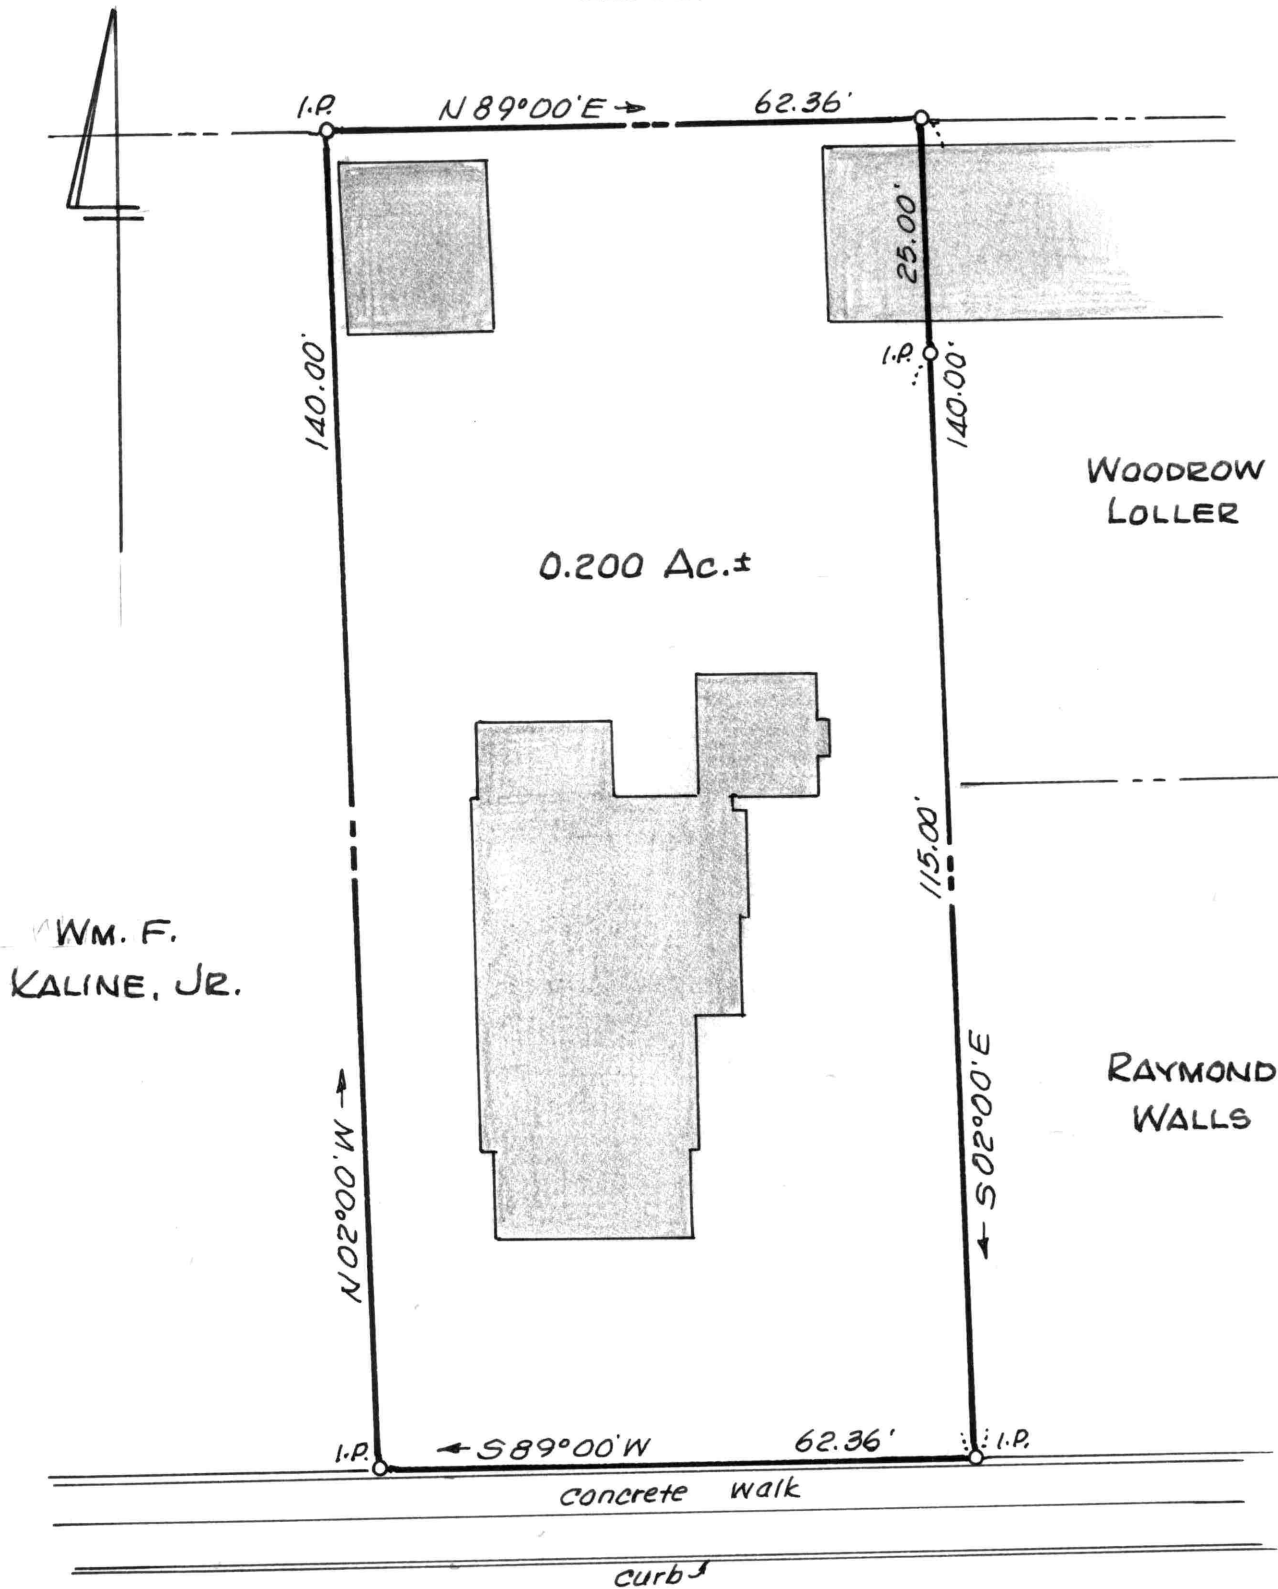 I.P.
N 89°00'E
62.36'
25.00'
140.00'
I.P.
140.00'
WOODROW
LOLLER
0.200 Ac.±
115.00'
WM. F.
KALINE, JR.
N02°00'W
S02°00'E
RAYMOND
WALLS
I.P.
S89°00'W
62.36'
I.P.
concrete walk
curb